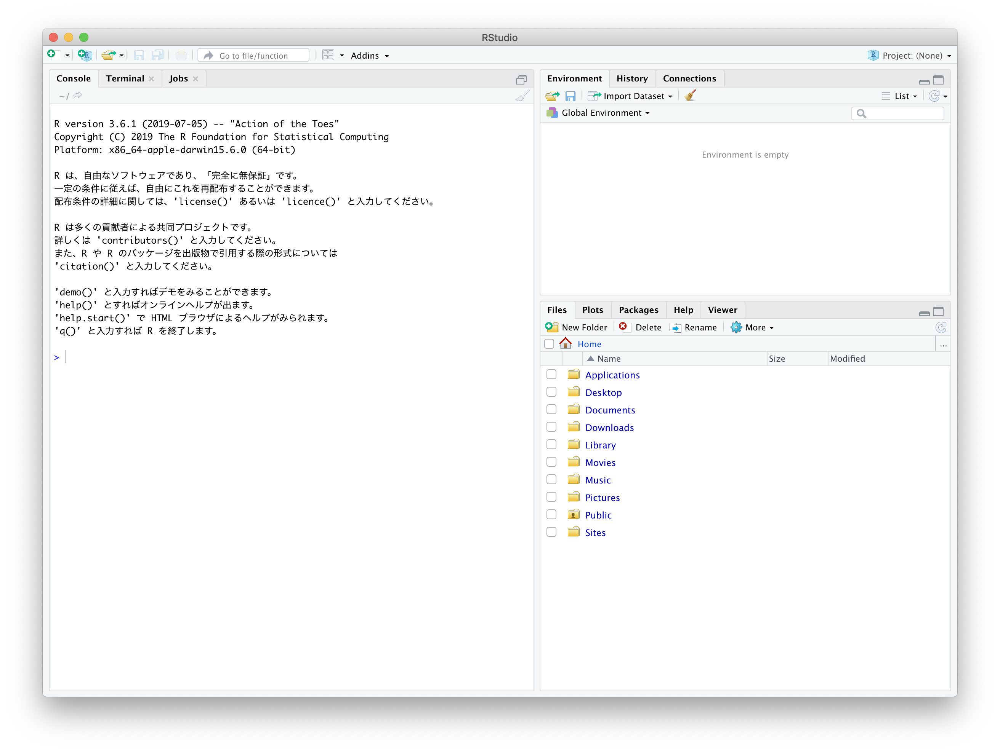 RStudio
Go to file/function
Addins
Project: (None)
Console Terminal Jobs
~/
R version 3.6.1 (2019-07-05) -- "Action of the Toes"
Copyright (C) 2019 The R Foundation for Statistical Computing
Platform: x86_64-apple-darwin15.6.0 (64-bit)
R は、自由なソフトウェアであり、「完全に無保証」です。
一定の条件に従えば、自由にこれを再配布することができます。
配布条件の詳細に関しては、'license()' あるいは 'licence()' と入力してください。
R は多くの貢献者による共同プロジェクトです。
詳しくは 'contributors()' と入力してください。
また、R や R のパッケージを出版物で引用する際の形式については
'citation()' と入力してください。
'demo()' と入力すればデモをみることができます。
'help()' とすればオンラインヘルプが出ます。
'help.start()' で HTML ブラウザによるヘルプがみられます。
'q()' と入力すれば R を終了します。
>
Environment History Connections
Import Dataset List
Global Environment
Environment is empty
Files Plots Packages Help Viewer
New Folder Delete Rename More
Home ...
Name Size Modified
Applications
Desktop
Documents
Downloads
Library
Movies
Music
Pictures
Public
Sites